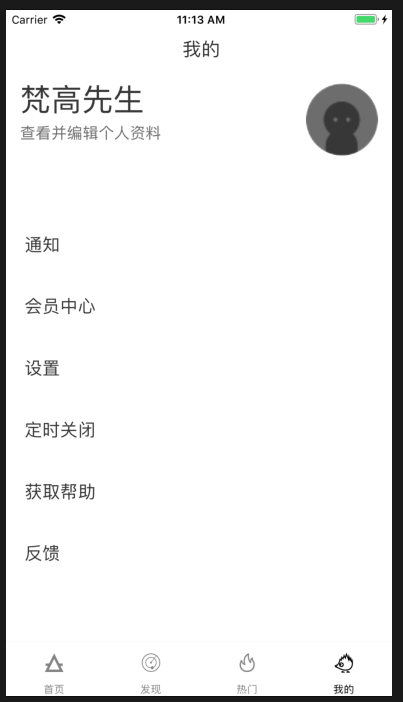 Carrier 11:13 AM
我的
梵高先生
查看并编辑个人资料
通知
会员中心
设置
定时关闭
获取帮助
反馈
首页 发现 热门 我的